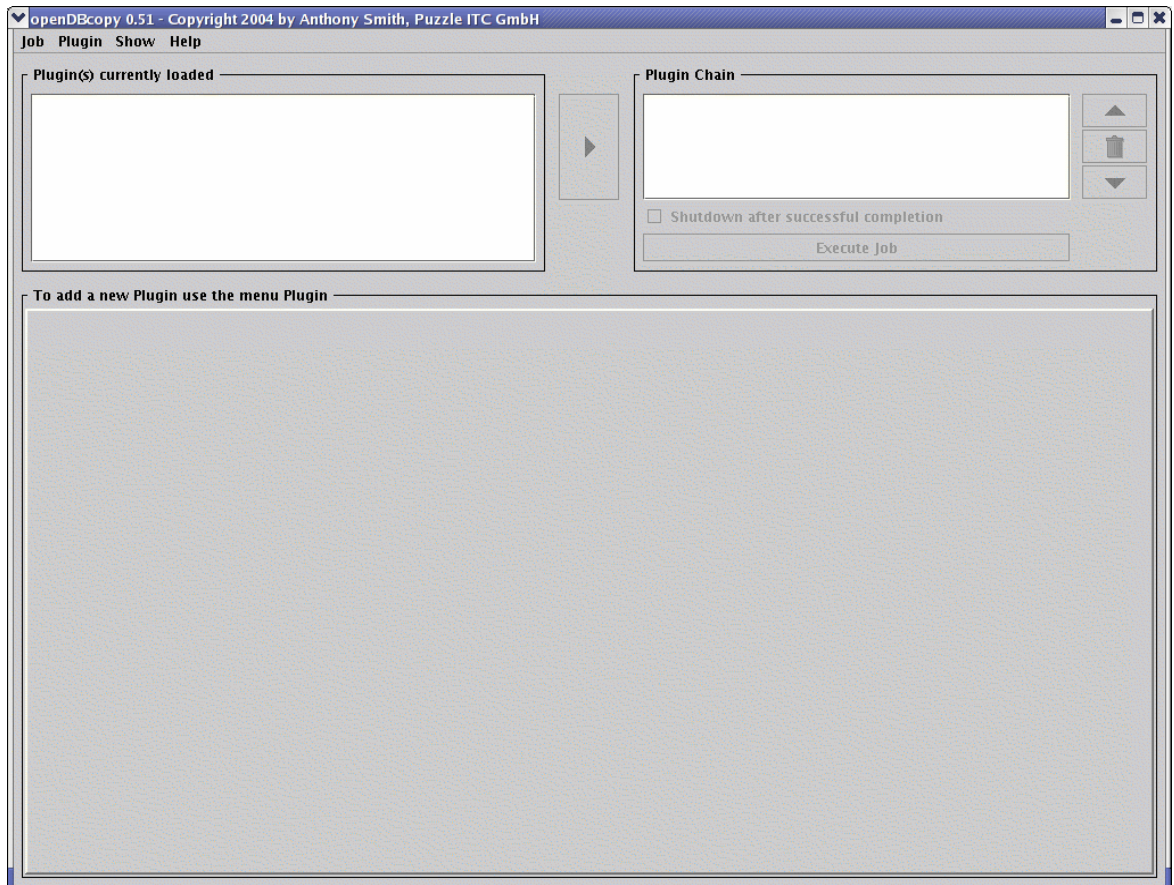 openDBcopy 0.51 - Copyright 2004 by Anthony Smith, Puzzle ITC GmbH
Job Plugin Show Help
Plugin(s) currently loaded
Plugin Chain
Shutdown after successful completion
Execute Job
To add a new Plugin use the menu Plugin